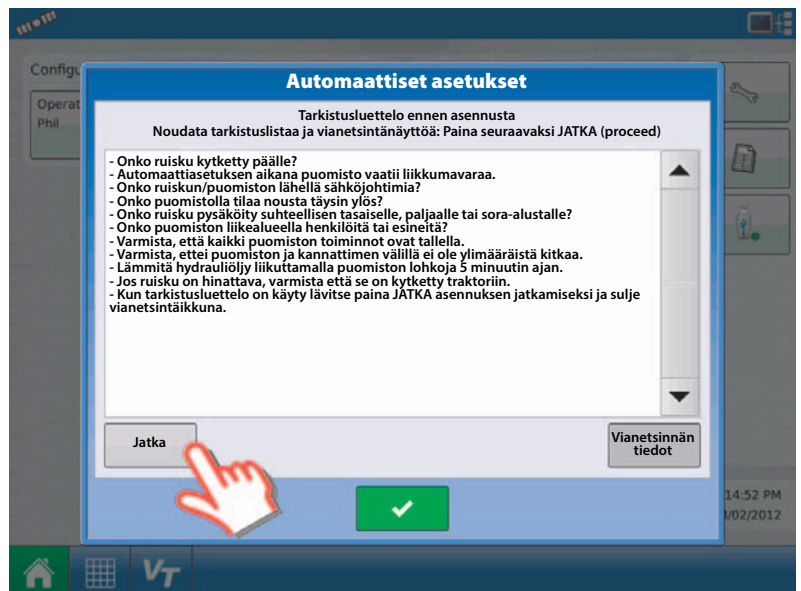 Configu
Operat
Phil
Automaattiset asetukset
Tarkistusluettelo ennen asennusta
Noudata tarkistuslistaa ja vianetsintänäyttöä: Paina seuraavaksi JATKA (proceed)
- Onko ruisku kytketty päälle?
- Automaattiasetuksen aikana puomisto vaatii liikkumavaraa.
- Onko ruiskun/puomiston lähellä sähköjohtimia?
- Onko puomistolla tilaa nousta täysin ylös?
- Onko ruisku pysäköity suhteellisen tasaiselle, paljaalle tai sora-alustalle?
- Onko puomiston liikealueella henkilöitä tai esineitä?
- Varmista, että kaikki puomiston toiminnot ovat tallella.
- Varmista, ettei puomiston ja kannattimen välillä ei ole ylimääräistä kitkaa.
- Lämmitä hydrauliöljy liikuttamalla puomiston lohkoja 5 minuutin ajan.
- Jos ruisku on hinattava, varmista että se on kytketty traktoriin.
- Kun tarkistusluettelo on käyty lävitse paina JATKA asennuksen jatkamiseksi ja sulje
vianetsintäikkuna.
Jatka
Vianetsinnän
tiedot
14:52 PM
/02/2012
VT